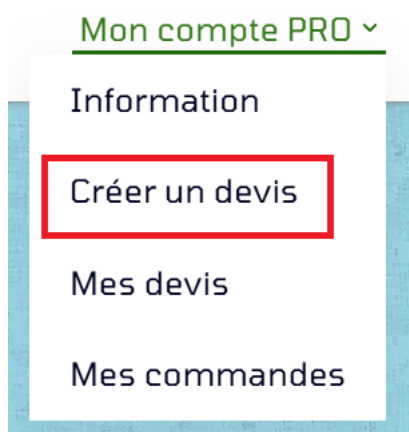 Mon compte PRO
Information
Créer un devis
Mes devis
Mes commandes